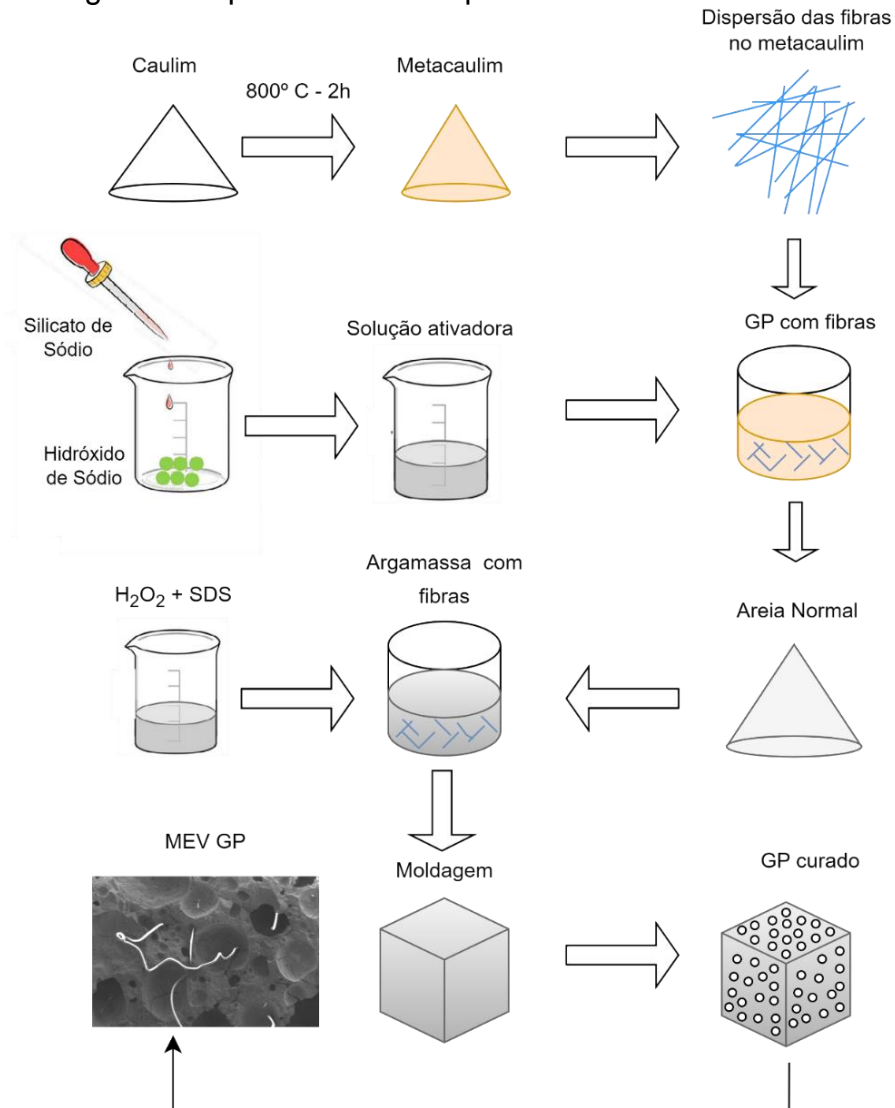 Dispersão das fibras
no metacaulim
Caulim
800º C - 2h
Metacaulim
Silicato de
Sódio
Hidróxido
de Sódio
Solução ativadora
GP com fibras
H₂O₂ + SDS
Argamassa com
fibras
Areia Normal
MEV GP
Moldagem
GP curado